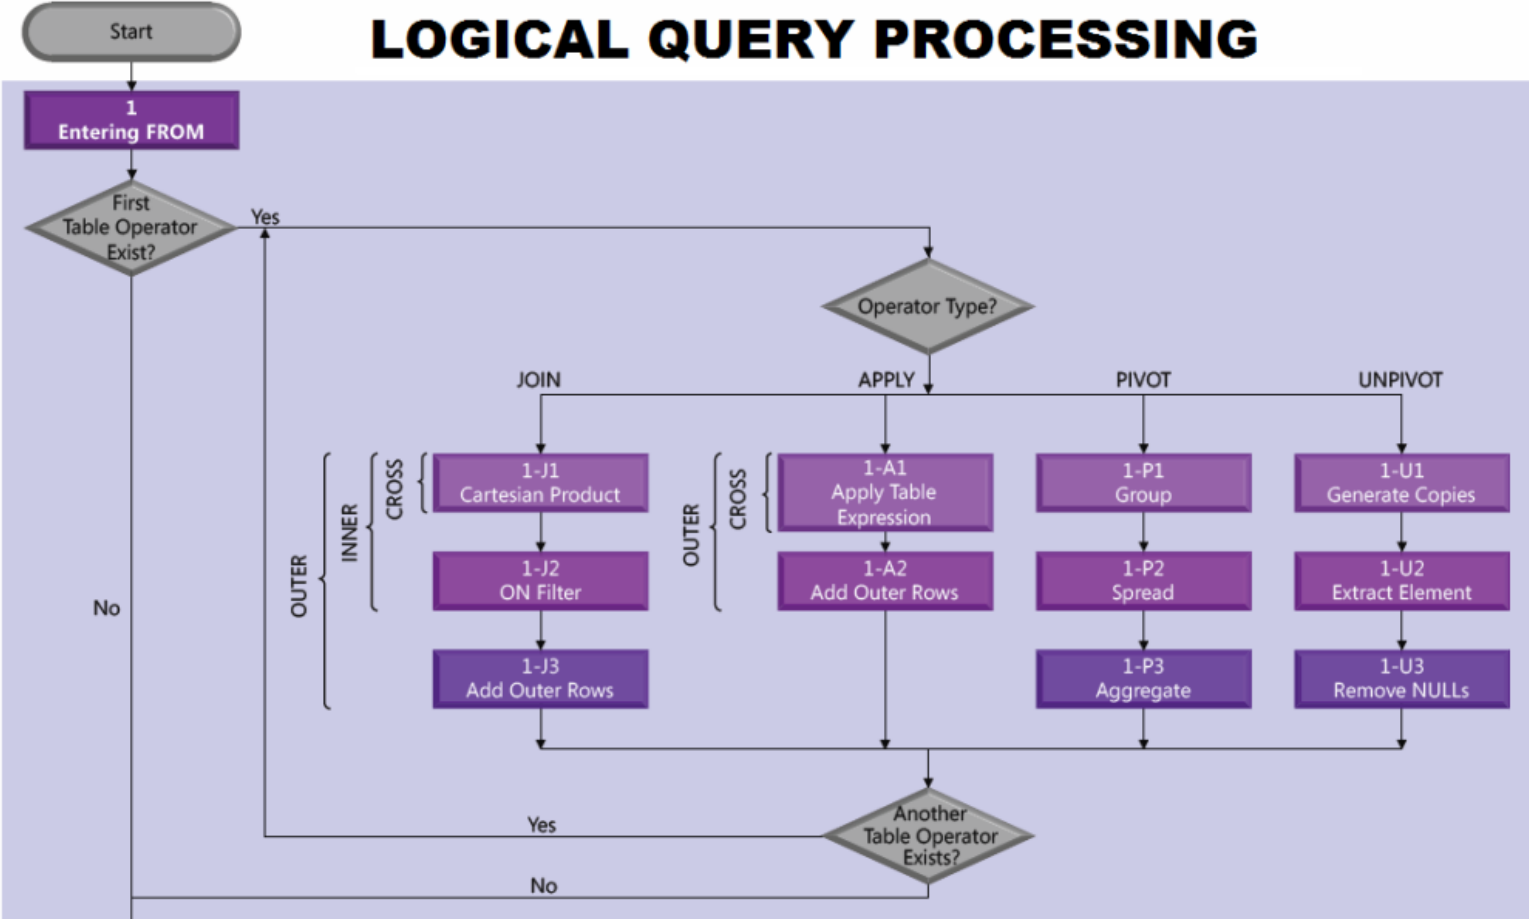 Start
LOGICAL QUERY PROCESSING
1
Entering FROM
First
Table Operator
Exist?
Yes
Operator Type?
JOIN
APPLY
PIVOT
UNPIVOT
OUTER
INNER
CROSS
1-J1
Cartesian Product
1-J2
ON Filter
1-J3
Add Outer Rows
OUTER
CROSS
1-A1
Apply Table
Expression
1-A2
Add Outer Rows
1-P1
Group
1-P2
Spread
1-P3
Aggregate
1-U1
Generate Copies
1-U2
Extract Element
1-U3
Remove NULLs
No
Another
Table Operator
Exists?
Yes
No